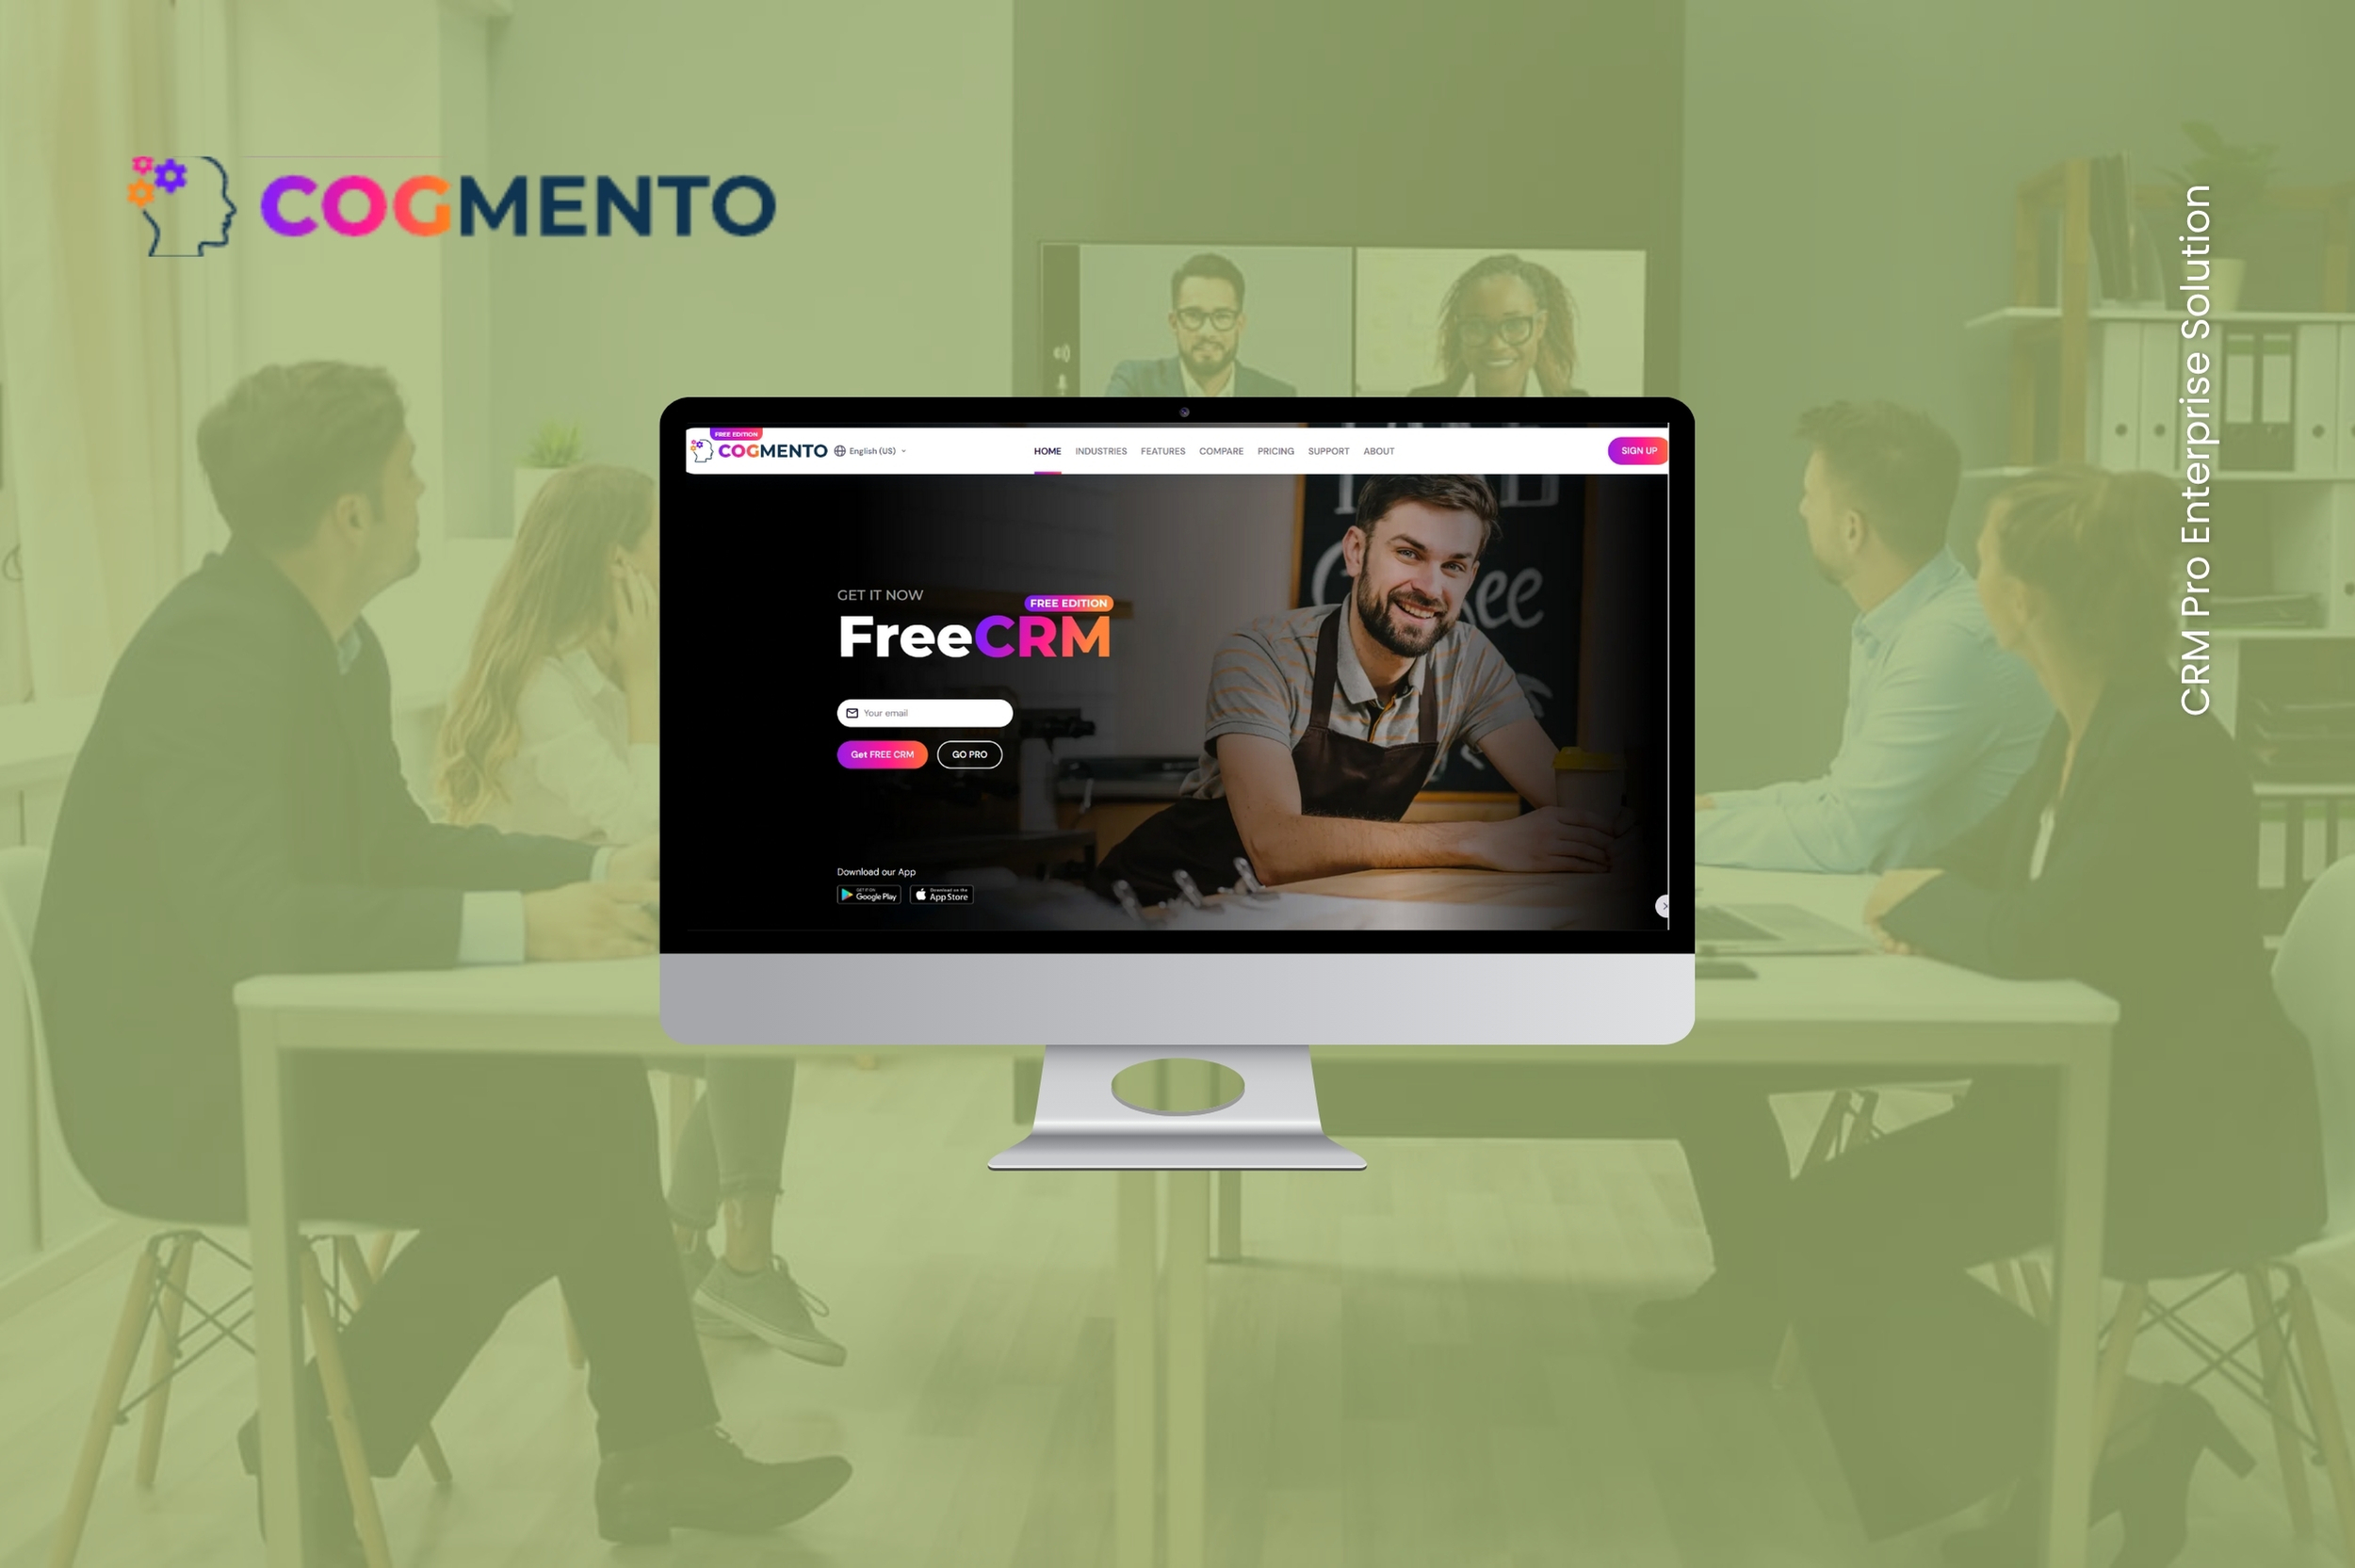 COGMENTO
CRM Pro Enterprise Solution
FREE EDITION
COGMENTO
English (US)
HOME
INDUSTRIES
FEATURES
COMPARE
PRICING
SUPPORT
ABOUT
SIGN UP
GET IT NOW
FREE EDITION
FreeCRM
Your email
Get FREE CRM
GO PRO
Download our App
GET IT ON
Google Play
Download on the
App Store